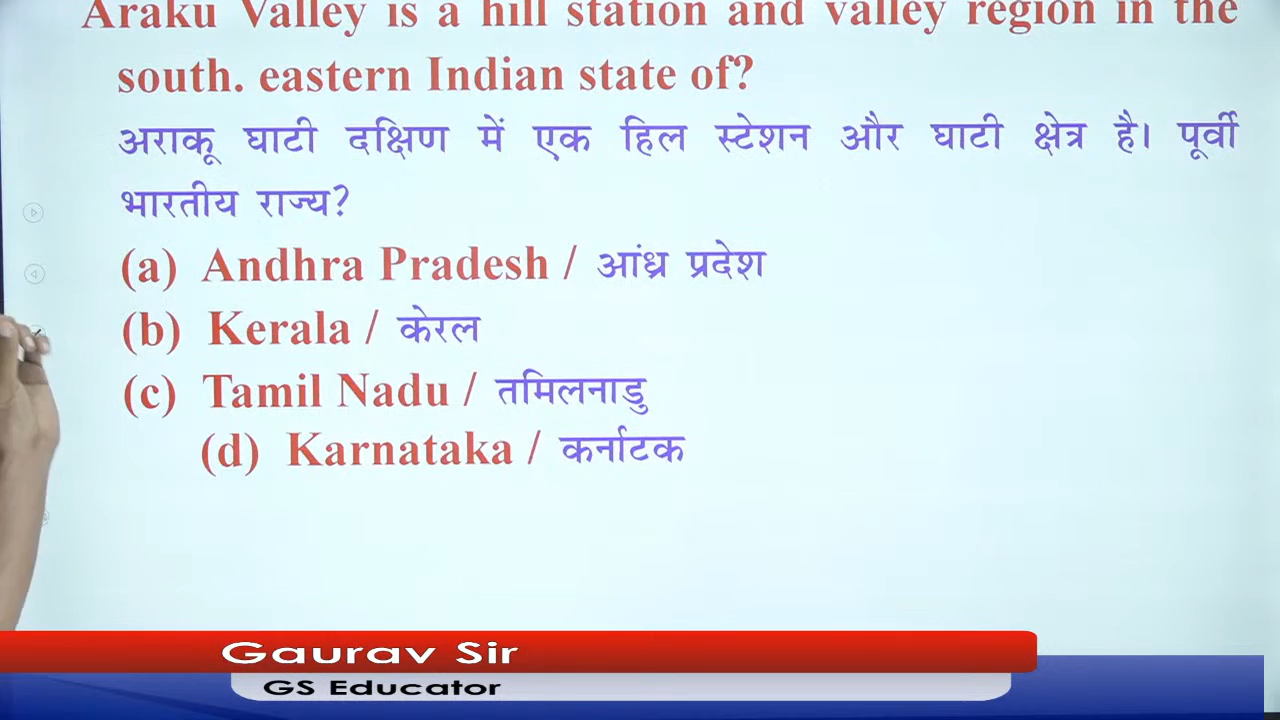 Araku Valley is a hill station and valley region in the
south. eastern Indian state of?
अराकू घाटी दक्षिण में एक हिल स्टेशन और घाटी क्षेत्र है। पूर्वी
भारतीय राज्य?
(a) Andhra Pradesh / आंध्र प्रदेश
(b) Kerala / केरल
(c) Tamil Nadu / तमिलनाडु
(d) Karnataka / कर्नाटक
Gaurav Sir
GS Educator